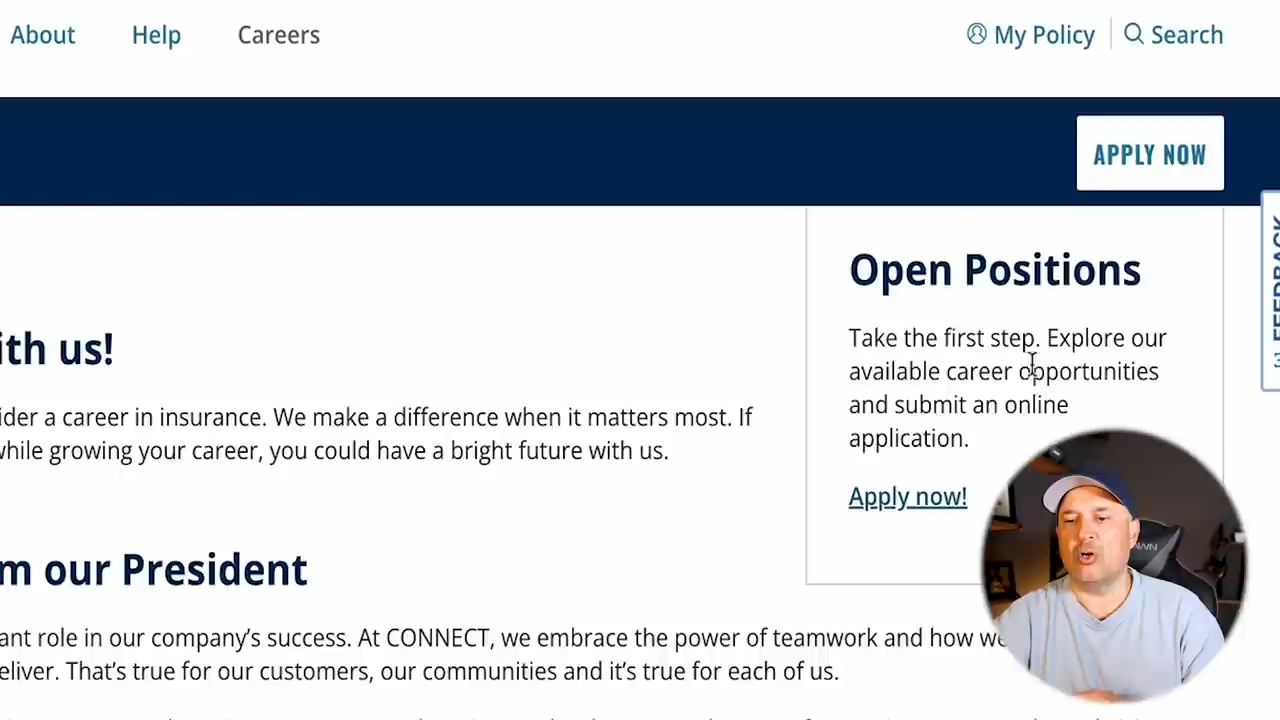 About Help Careers My Policy Search
APPLY NOW
FEEDBACK
Open Positions
Take the first step. Explore our
available career opportunities
and submit an online
application.
Apply now!
ith us!
ider a career in insurance. We make a difference when it matters most. If
while growing your career, you could have a bright future with us.
m our President
ant role in our company’s success. At CONNECT, we embrace the power of teamwork and how we
eliver. That’s true for our customers, our communities and it’s true for each of us.